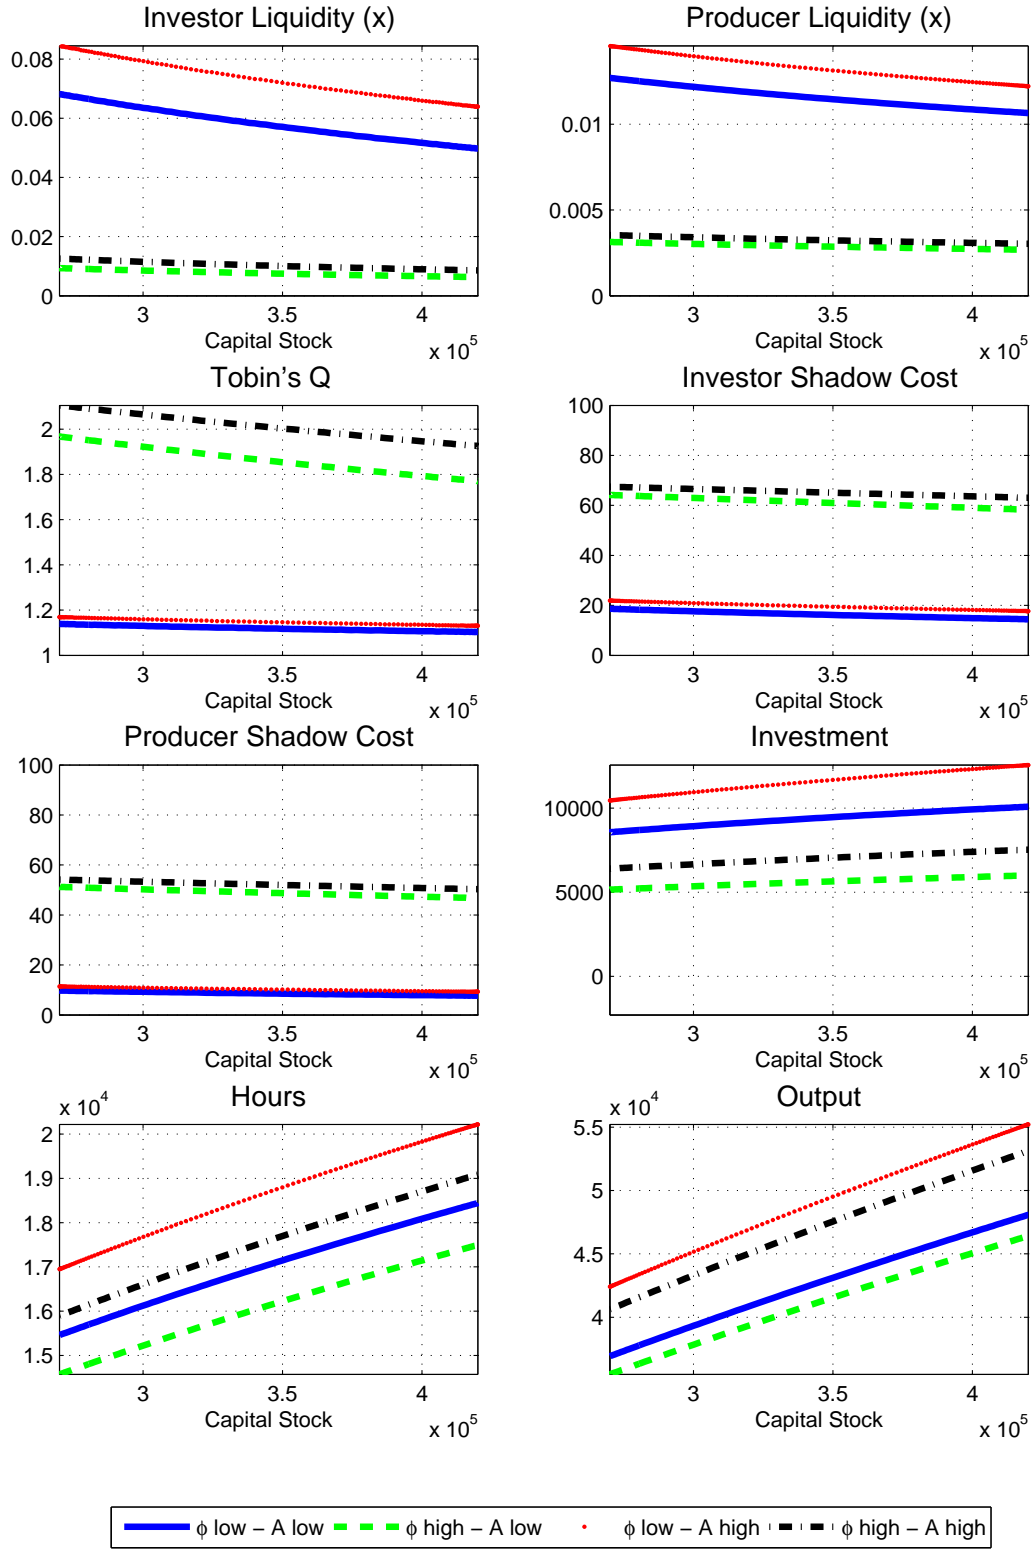 Investor Liquidity (x)
0.08
0.06
0.04
0.02
0
3
3.5
4
Capital Stock
x 10^5
Producer Liquidity (x)
0.01
0.005
0
3
3.5
4
Capital Stock
x 10^5
Tobin's Q
2
1.8
1.6
1.4
1.2
1
3
3.5
4
Capital Stock
x 10^5
Investor Shadow Cost
100
80
60
40
20
0
3
3.5
4
Capital Stock
x 10^5
Producer Shadow Cost
100
80
60
40
20
0
3
3.5
4
Capital Stock
x 10^5
Investment
10000
5000
0
3
3.5
4
Capital Stock
x 10^5
Hours
x 10^4
2
1.9
1.8
1.7
1.6
1.5
3
3.5
4
Capital Stock
x 10^5
Output
x 10^4
5.5
5
4.5
4
3
3.5
4
Capital Stock
x 10^5
ϕ low − A low ϕ high − A low ϕ low − A high ϕ high − A high